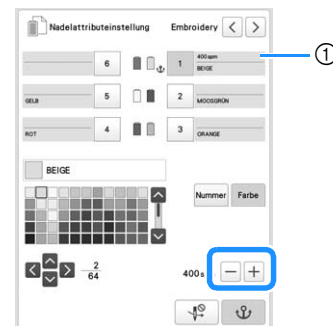 Nadelattributeinstellung Embroidery < >
400 spm
6 1 BEIGE
GELB 5 2 MOOSGRÜN
ROT 4 3 ORANGE
BEIGE
Nummer Farbe
2
64
400 s − +
①